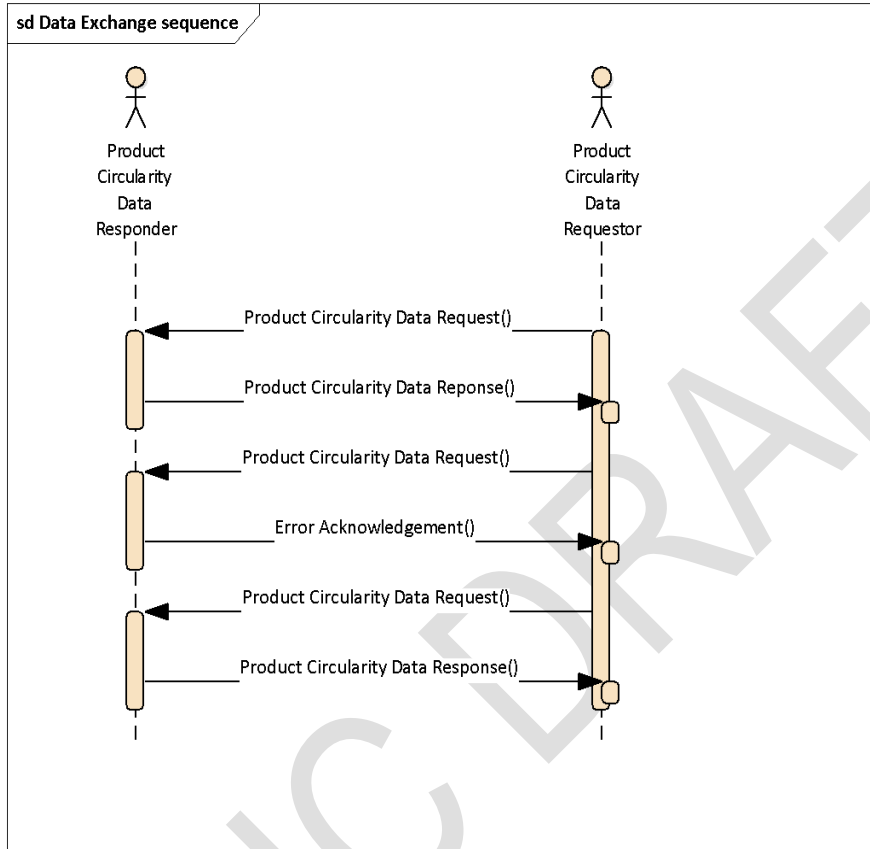 sd Data Exchange sequence
Product
Circularity
Data
Responder
Product
Circularity
Data
Requestor
Product Circularity Data Request()
Product Circularity Data Reponse()
Product Circularity Data Request()
Error Acknowledgement()
Product Circularity Data Request()
Product Circularity Data Response()
DRAFT